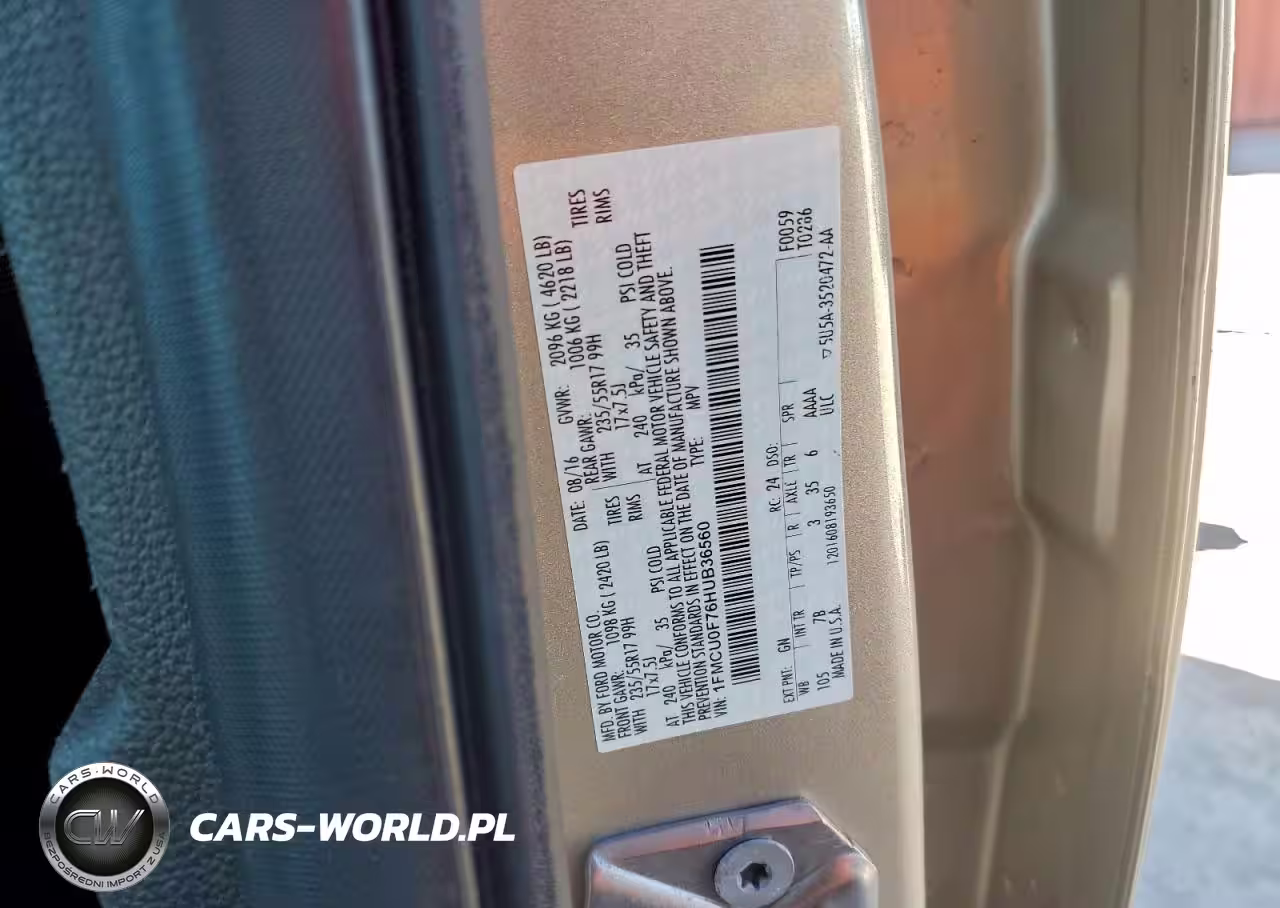 MFD. BY FORD MOTOR CO. DATE: 08/16 GVWR: 2096 KG ( 4620 LB)
FRONT GAWR: 1098 KG ( 2420 LB) REAR GAWR: 1006 KG ( 2218 LB)
WITH 235/55R17 99H TIRES WITH 235/55R17 99H TIRES
17x7.5J RIMS 17x7.5J RIMS
AT 240 kPa/ 35 PSI COLD AT 240 kPa/ 35 PSI COLD
THIS VEHICLE CONFORMS TO ALL APPLICABLE FEDERAL MOTOR VEHICLE SAFETY AND THEFT
PREVENTION STANDARDS IN EFFECT ON THE DATE OF MANUFACTURE SHOWN ABOVE.
VIN: 1FMCU0F76HUB36560 TYPE: MPV
F0059
EXT PNT: GN RC: 24 DSO: T0286
WB INT TR TP/PS R AXLE TR SPR
105 7B 3 35 6 AAAA ▽5U5A-3520472-AA
MADE IN U.S.A. 1201608193650 ULC
CARS-WORLD
CW
BEZPOŚREDNI IMPORT Z USA
CARS-WORLD.PL